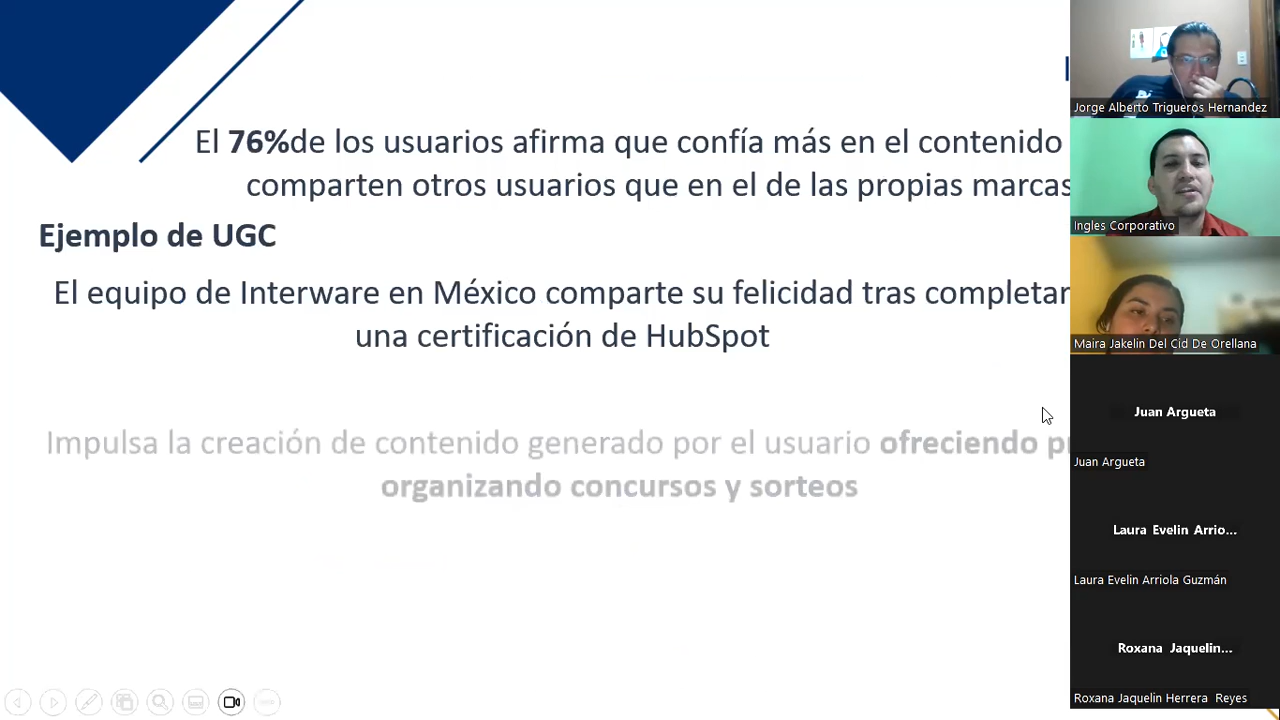 El 76%de los usuarios afirma que confía más en el contenido
comparten otros usuarios que en el de las propias marcas
Ejemplo de UGC
El equipo de Interware en México comparte su felicidad tras completar
una certificación de HubSpot
Impulsa la creación de contenido generado por el usuario ofreciendo
organizando concursos y sorteos
Jorge Alberto Trigueros Hernandez
Ingles Corporativo
Maira Jakelin Del Cid De Orellana
Juan Argueta
Juan Argueta
Laura Evelin Arrio...
Laura Evelin Arriola Guzmán
Roxana Jaquelin...
Roxana Jaquelin Herrera Reyes